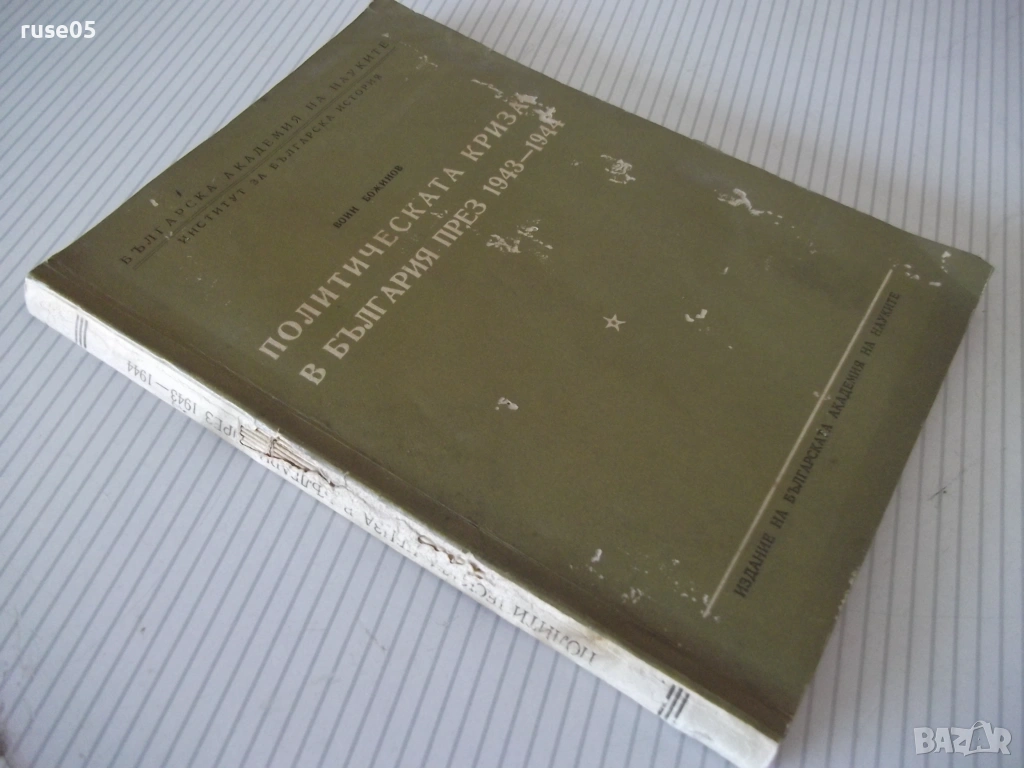 ruse05
БЪЛГАРСКА АКАДЕМИЯ НА НАУКИТЕ
ИНСТИТУТ ЗА БЪЛГАРСКА ИСТОРИЯ
ВОИН БОЖИНОВ
ПОЛИТИЧЕСКАТА КРИЗА
В БЪЛГАРИЯ ПРЕЗ 1943—1944
ИЗДАНИЕ НА БЪЛГАРСКАТА АКАДЕМИЯ НА НАУКИТЕ
1943—1944
BAZAR